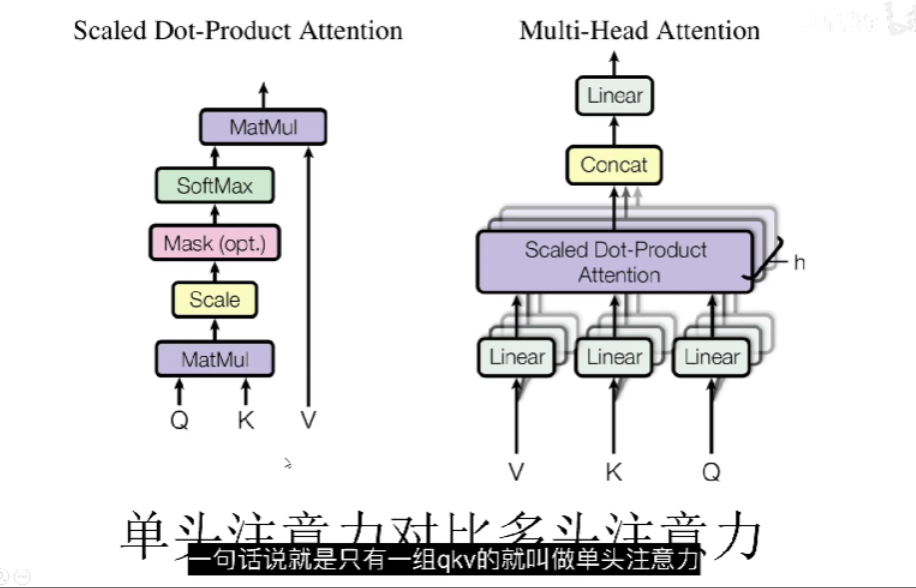 Scaled Dot-Product Attention
MatMul
SoftMax
Mask (opt.)
Scale
MatMul
Q K V
Multi-Head Attention
Linear
Concat
Scaled Dot-Product
Attention
h
Linear Linear Linear
V K Q
单头注意力对比多头注意力
一句话说就是只有一组qkv的就叫做单头注意力